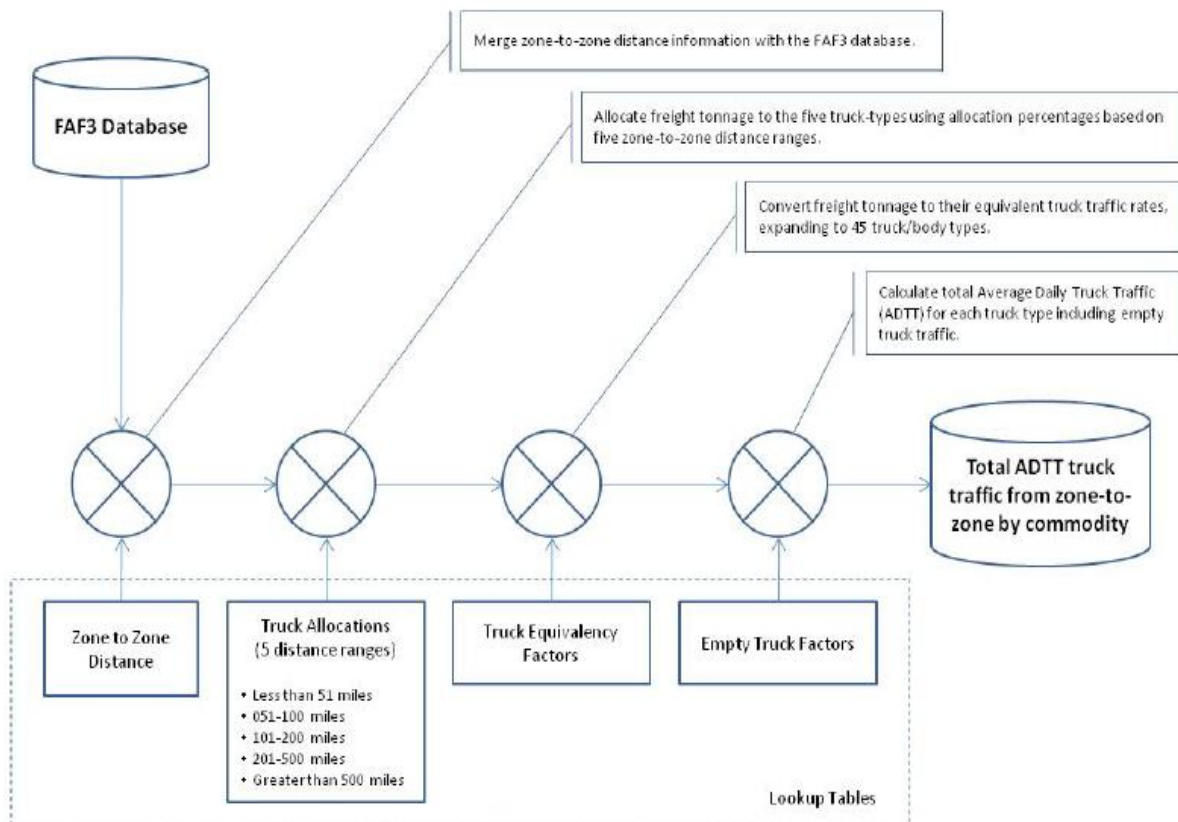 Merge zone-to-zone distance information with the FAF3 database.
FAF3 Database
Allocate freight tonnage to the five truck-types using allocation percentages based on
five zone-to-zone distance ranges.
Convert freight tonnage to their equivalent truck traffic rates,
expanding to 45 truck/body types.
Calculate total Average Daily Truck Traffic
(ADTT) for each truck type including empty
truck traffic.
Total ADTT truck
traffic from zone-to-
zone by commodity
Zone to Zone
Distance
Truck Allocations
(5 distance ranges)
• Less than 51 miles
• 051-100 miles
• 101-200 miles
• 201-500 miles
• Greater than 500 miles
Truck Equivalency
Factors
Empty Truck Factors
Lookup Tables